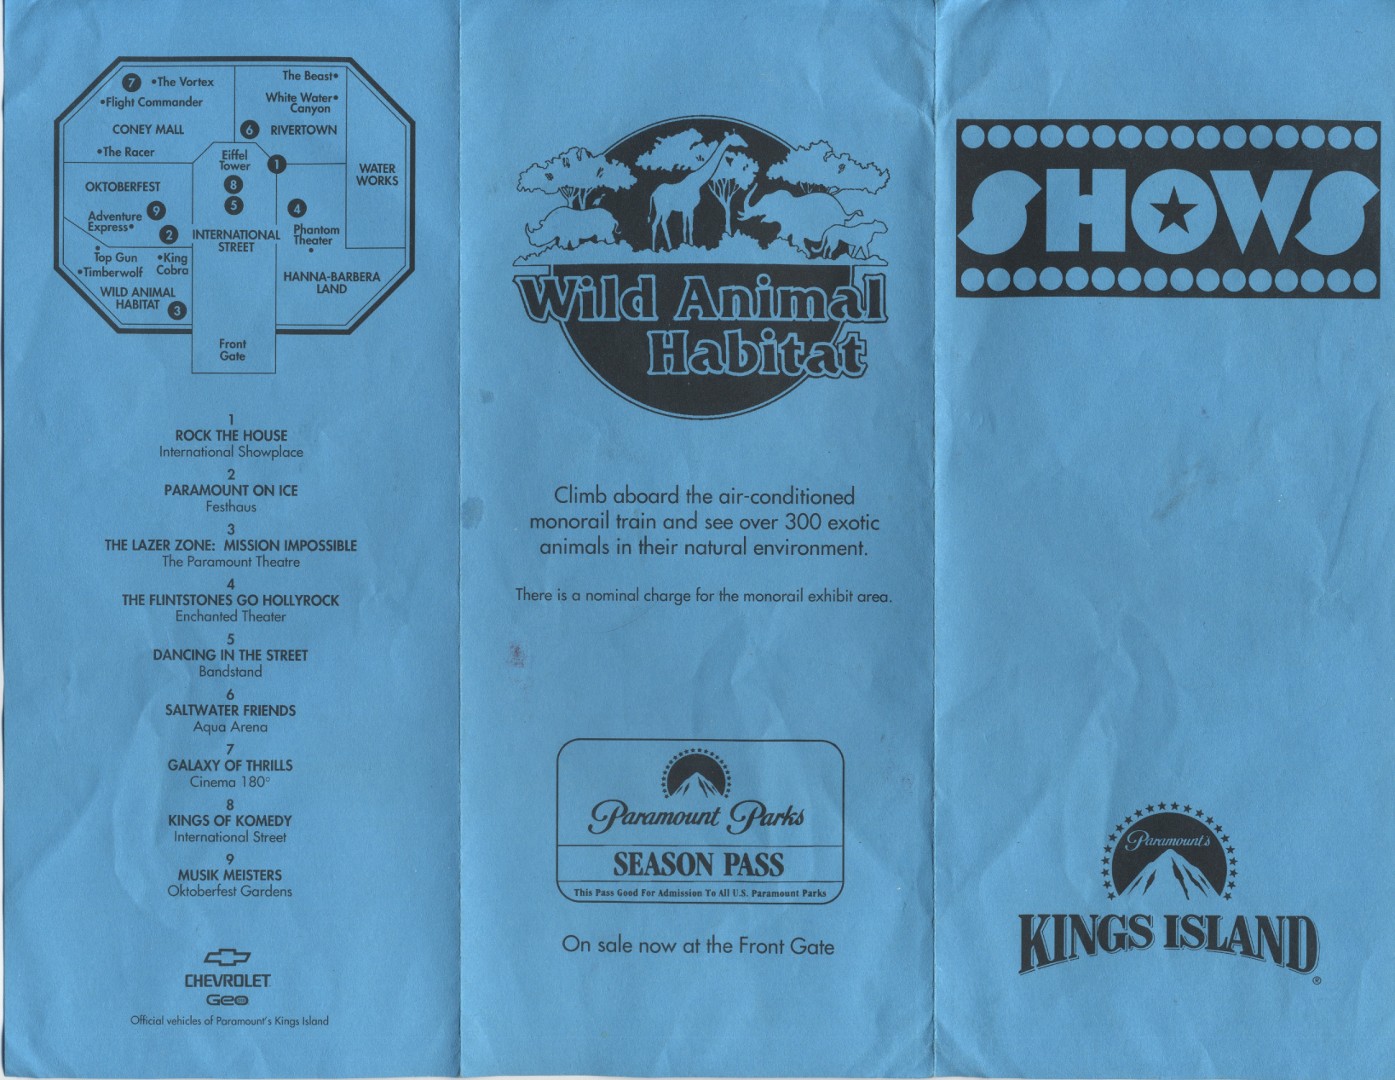 7
•The Vortex
•Flight Commander
CONEY MALL
•The Racer
The Beast•
White Water•
Canyon
6
RIVERTOWN
Eiffel
Tower
1
8
5
WATER
WORKS
OKTOBERFEST
9
Adventure
Express•
2
INTERNATIONAL
STREET
4
Phantom
Theater
•
•
Top Gun
•Timberwolf
•King
Cobra
HANNA-BARBERA
LAND
WILD ANIMAL
HABITAT
3
Front
Gate
1
ROCK THE HOUSE
International Showplace
2
PARAMOUNT ON ICE
Festhaus
3
THE LAZER ZONE: MISSION IMPOSSIBLE
The Paramount Theatre
4
THE FLINTSTONES GO HOLLYROCK
Enchanted Theater
5
DANCING IN THE STREET
Bandstand
6
SALTWATER FRIENDS
Aqua Arena
7
GALAXY OF THRILLS
Cinema 180°
8
KINGS OF KOMEDY
International Street
9
MUSIK MEISTERS
Oktoberfest Gardens
CHEVROLET
Geo
Official vehicles of Paramount's Kings Island
Wild Animal
Habitat
Climb aboard the air-conditioned
monorail train and see over 300 exotic
animals in their natural environment.
There is a nominal charge for the monorail exhibit area.
Paramount Parks
SEASON PASS
This Pass Good For Admission To All U.S. Paramount Parks
On sale now at the Front Gate
SHOWS
Paramount's
KINGS ISLAND
®